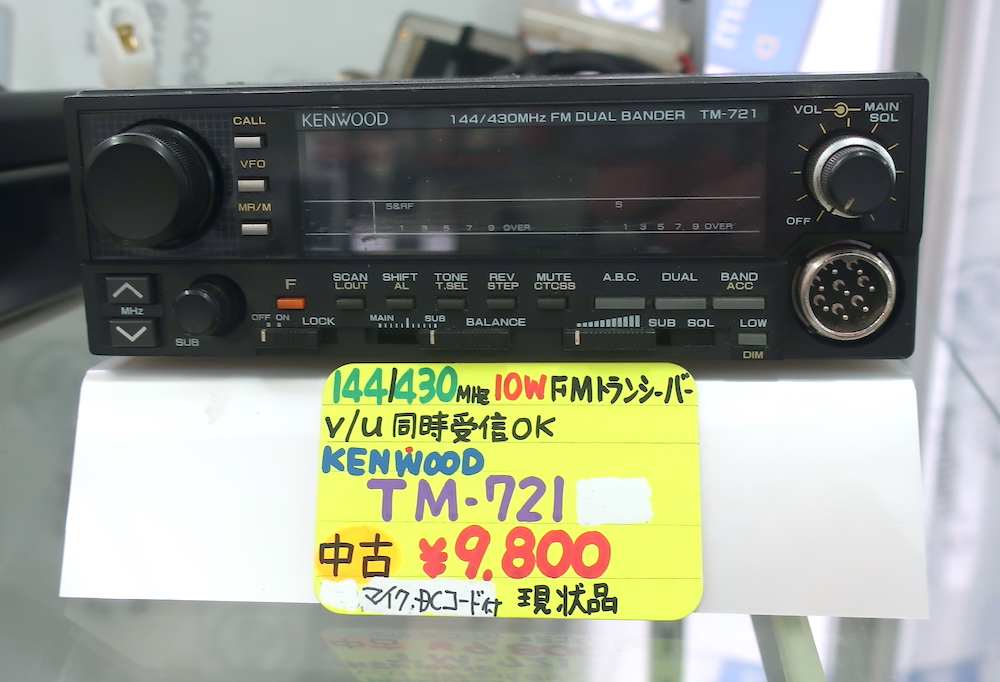 KENWOOD 144/430MHz FM DUAL BANDER TM-721
VOL MAIN SQL
OFF
CALL
VFO
MR/M
S&RF
1 3 5 7 9 OVER
S
1 3 5 7 9 OVER
MHz
SUB
F
SCAN SHIFT TONE REV MUTE A.B.C. DUAL BAND
L.OUT AL T.SEL STEP CTCSS ACC
OFF ON LOCK
MAIN SUB BALANCE
SUB SQL
LOW
DIM
144/430MHz 10W FMトランシーバー
V/U 同時受信OK
KENWOOD
TM-721
中古 ¥9,800
マイク,DCコード付 現状品